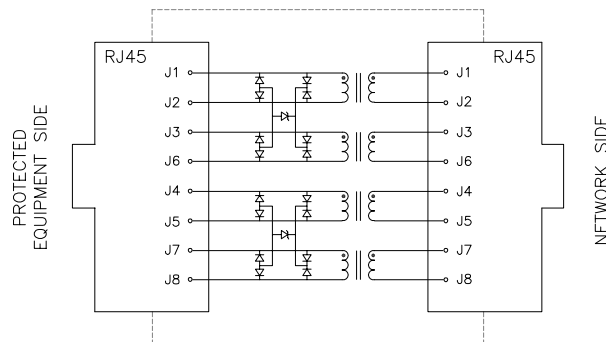 RJ45
RJ45
J1
J1
J2
J2
J3
J3
J6
J6
J4
J4
J5
J5
J7
J7
J8
J8
PROTECTED
EQUIPMENT SIDE
NETWORK SIDE